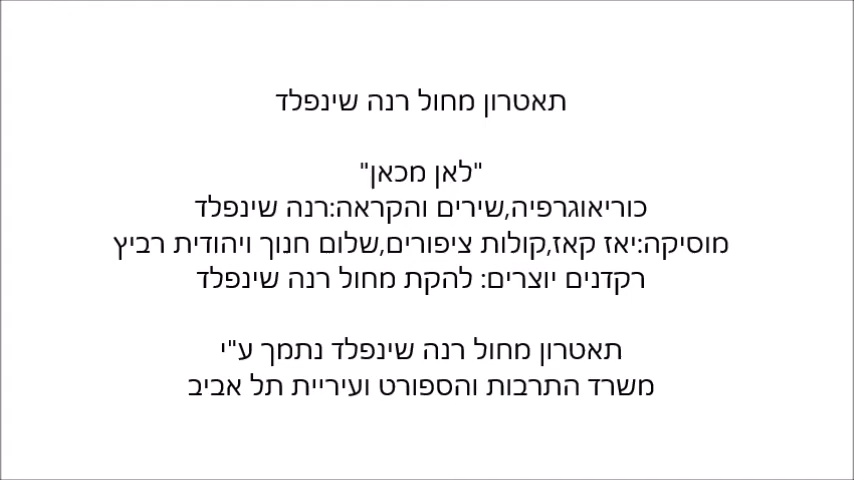 תאטרון מחול רנה שינפלד
"לאן מכאן"
כוריאוגרפיה,שירים והקראה:רנה שינפלד
מוסיקה:יאז קאז,קולות ציפורים,שלום חנוך ויהודית רביץ
רקדנים יוצרים: להקת מחול רנה שינפלד
תאטרון מחול רנה שינפלד נתמך ע"י
משרד התרבות והספורט ועיריית תל אביב